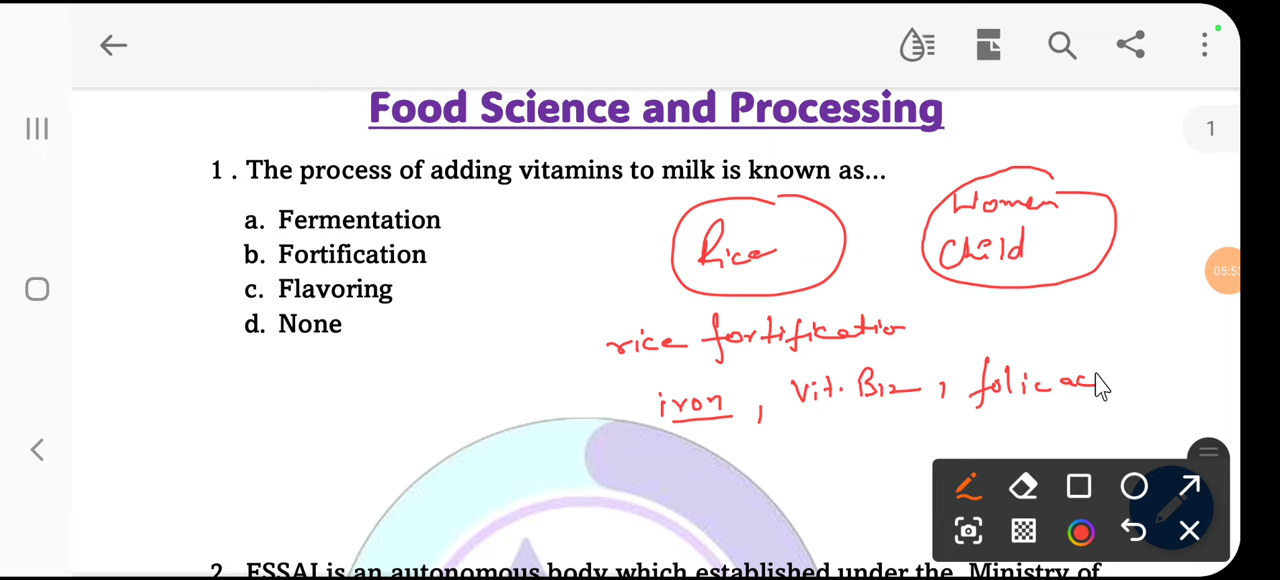 Food Science and Processing
1
1 . The process of adding vitamins to milk is known as...
a. Fermentation
b. Fortification
c. Flavoring
d. None
Rice
Women
Child
05:5
rice fortification
iron, Vit. B12, folic ac
2. FSSAI is an autonomous body which established under the Ministry of